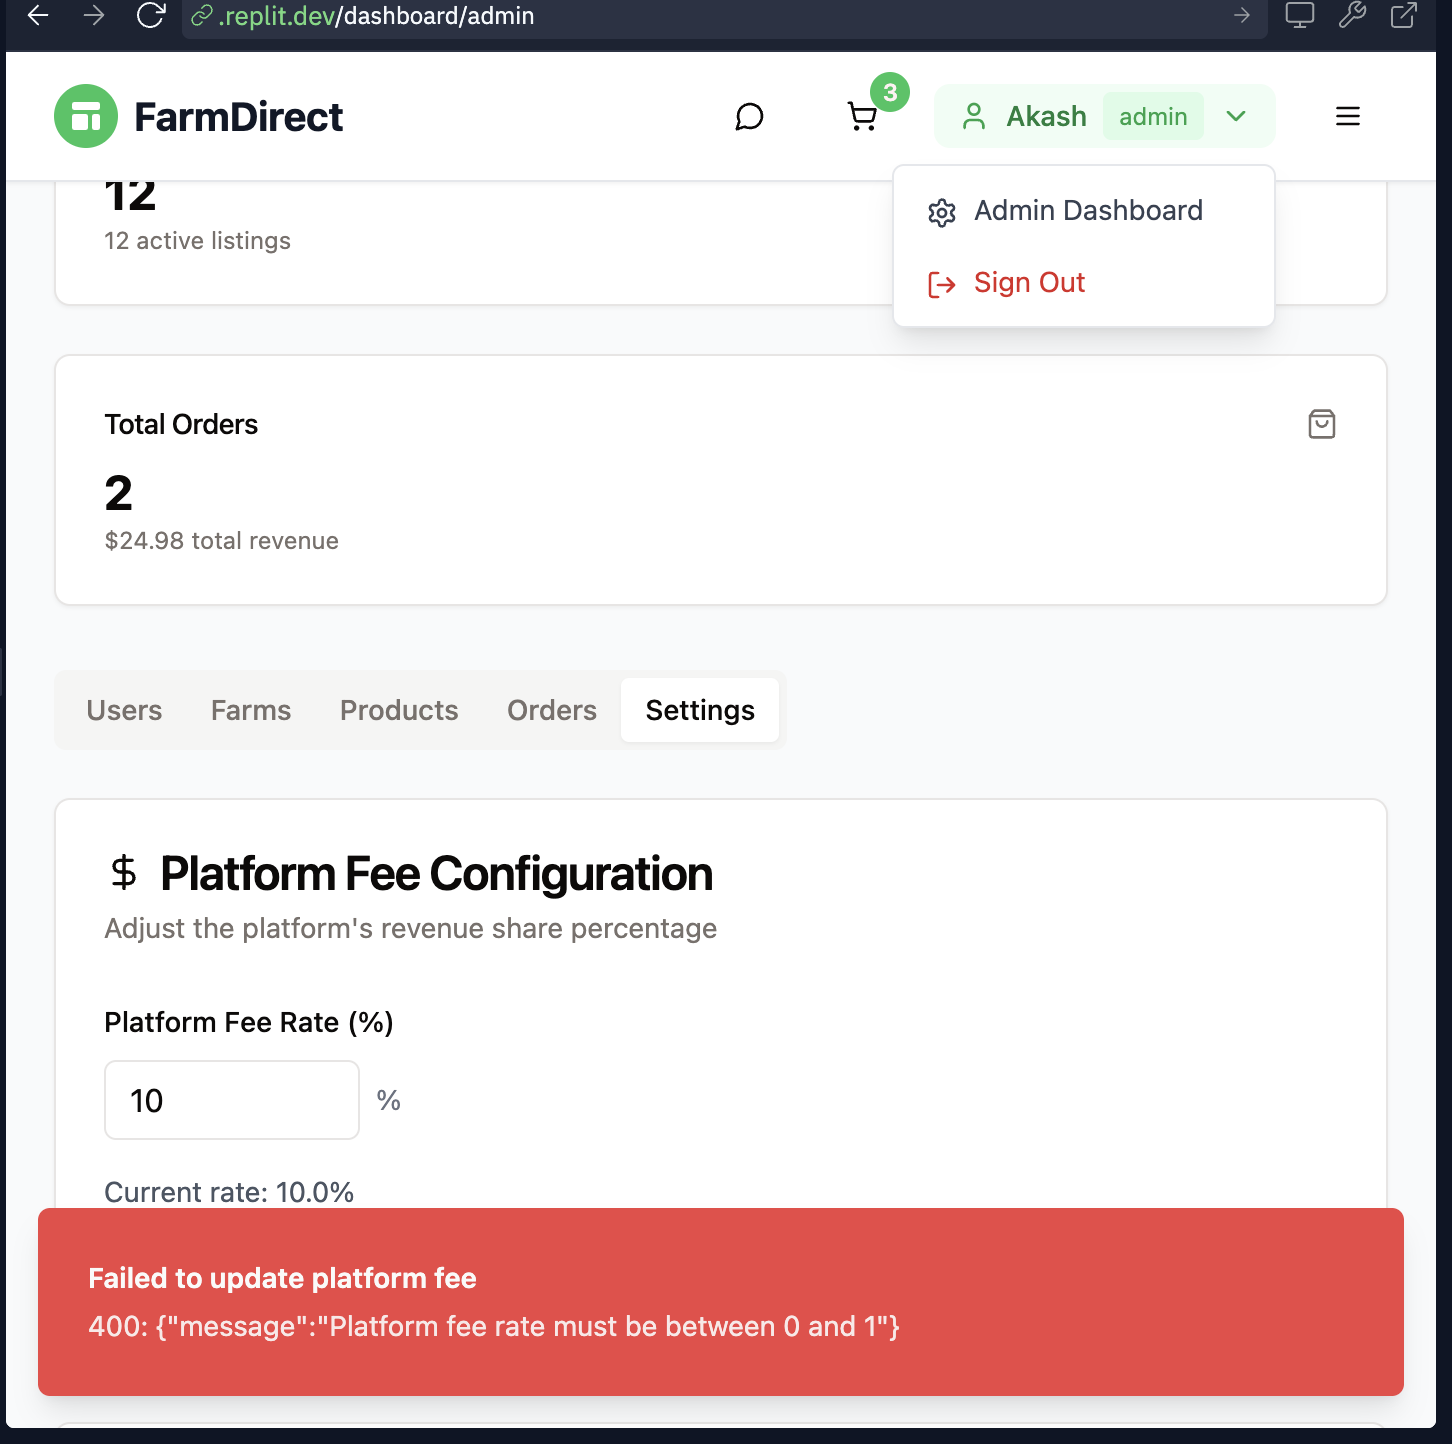 .replit.dev/dashboard/admin
FarmDirect
3
Akash
admin
Admin Dashboard
Sign Out
12
12 active listings
Total Orders
2
$24.98 total revenue
Users
Farms
Products
Orders
Settings
$ Platform Fee Configuration
Adjust the platform's revenue share percentage
Platform Fee Rate (%)
10
%
Current rate: 10.0%
Failed to update platform fee
400: {"message":"Platform fee rate must be between 0 and 1"}